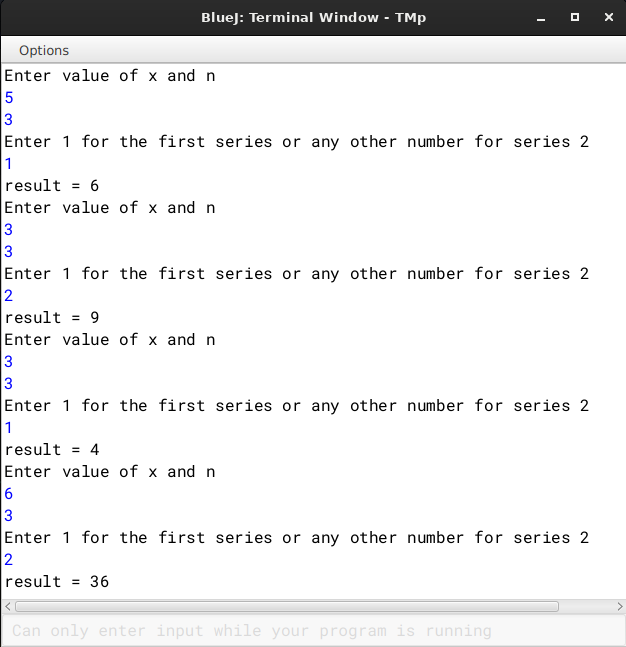 BlueJ: Terminal Window - TMp
Options
Enter value of x and n
5
3
Enter 1 for the first series or any other number for series 2
1
result = 6
Enter value of x and n
3
3
Enter 1 for the first series or any other number for series 2
2
result = 9
Enter value of x and n
3
3
Enter 1 for the first series or any other number for series 2
1
result = 4
Enter value of x and n
6
3
Enter 1 for the first series or any other number for series 2
2
result = 36
Can only enter input while your program is running